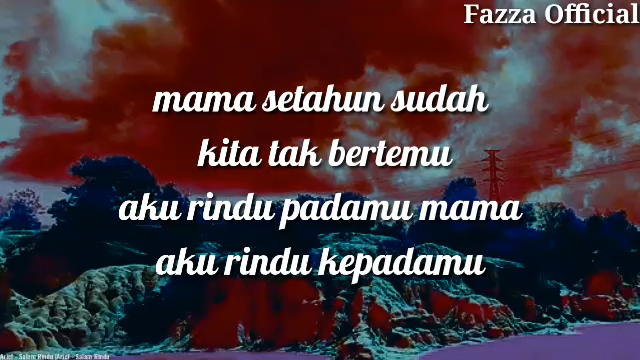 Fazza Official
mama setahun sudah
kita tak bertemu
aku rindu padamu mama
aku rindu kepadamu